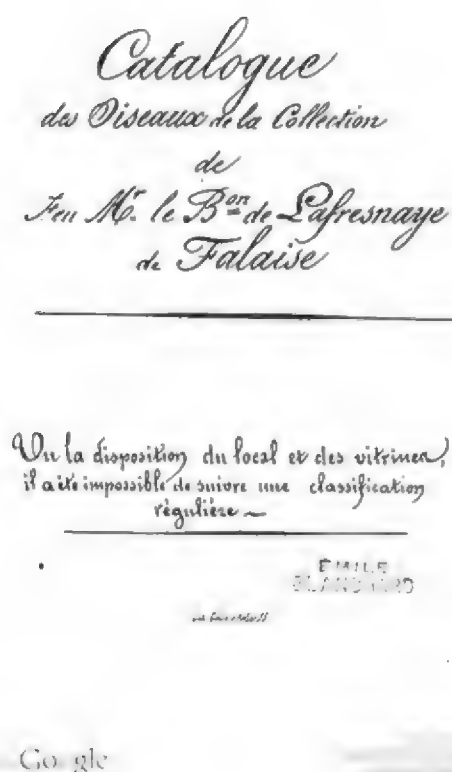 Catalogue
des Oiseaux de la Collection
de
Feu Mr. le Bon de Lafresnaye
de Falaise
Vu la disposition du local et des vitrines,
il a été impossible de suivre une classification
régulière
EMILE
BLANCHARD
Google